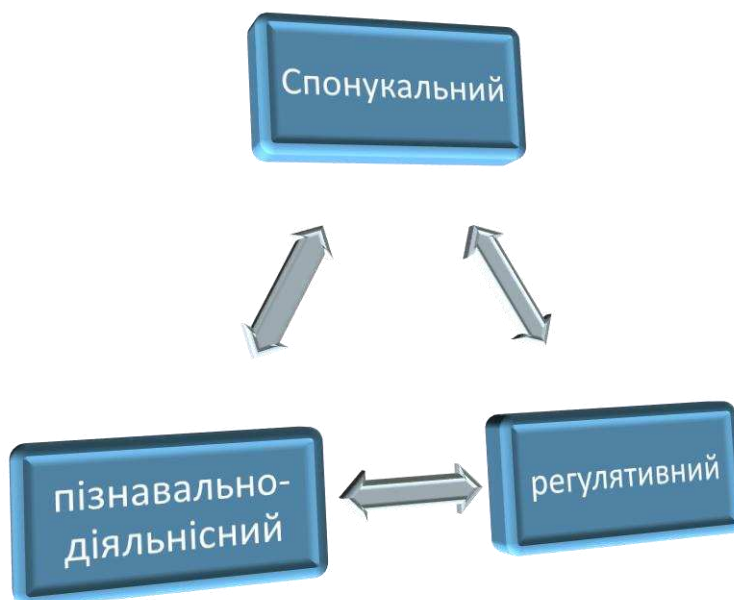 Спонукальний
пізнавально-
діяльнісний
регулятивний